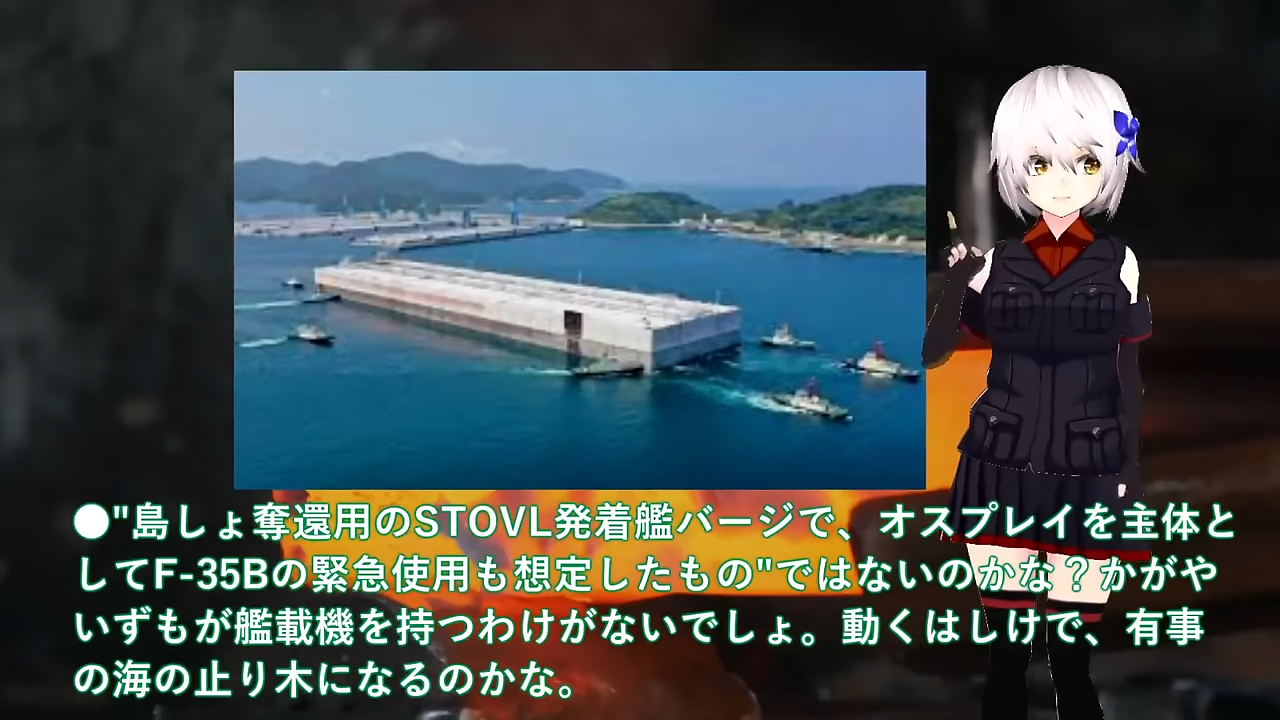 ●"島しょ奪還用のSTOVL発着艦バージで、オスプレイを主体と
してF-35Bの緊急使用も想定したもの"ではないのかな？かがや
いずもが艦載機を持つわけがないでしょ。動くはしけで、有事
の海の止り木になるのかな。